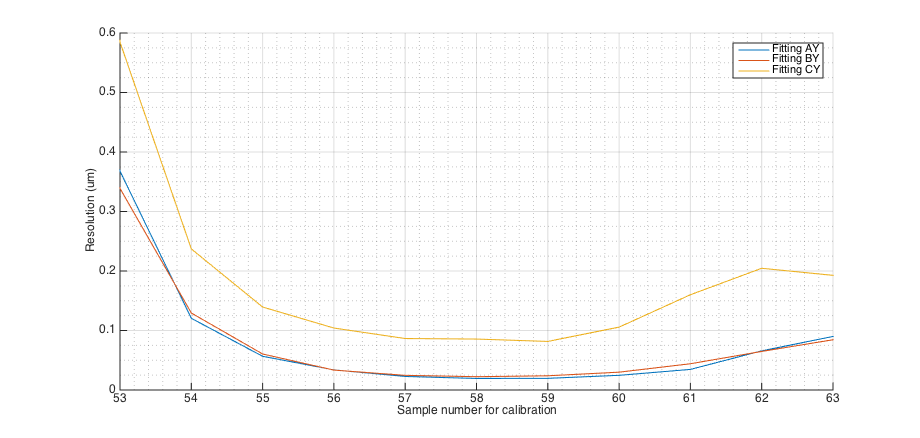 0.6
0.5
0.4
0.3
0.2
0.1
0
Resolution (um)
Fitting AY
Fitting BY
Fitting CY
53 54 55 56 57 58 59 60 61 62 63
Sample number for calibration